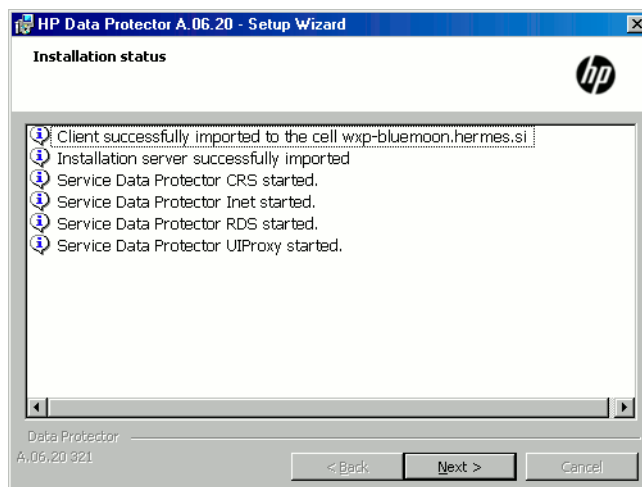 HP Data Protector A.06.20 - Setup Wizard
Installation status
hp
Client successfully imported to the cell wxp-bluemoon.hermes.si
Installation server successfully imported
Service Data Protector CRS started.
Service Data Protector Inet started.
Service Data Protector RDS started.
Service Data Protector UIProxy started.
Data Protector
A.06.20 321
< Back
Next >
Cancel